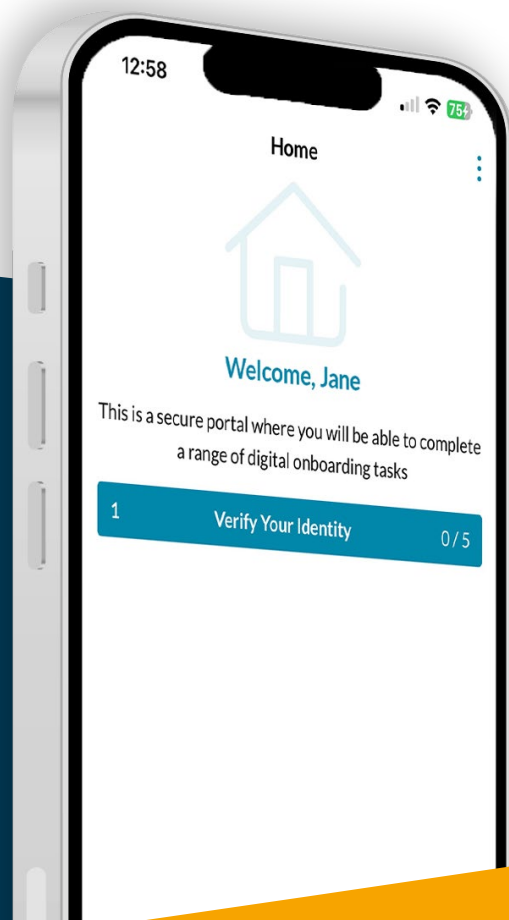 12:58
75
Home
Welcome, Jane
This is a secure portal where you will be able to complete
a range of digital onboarding tasks
1 Verify Your Identity 0 / 5